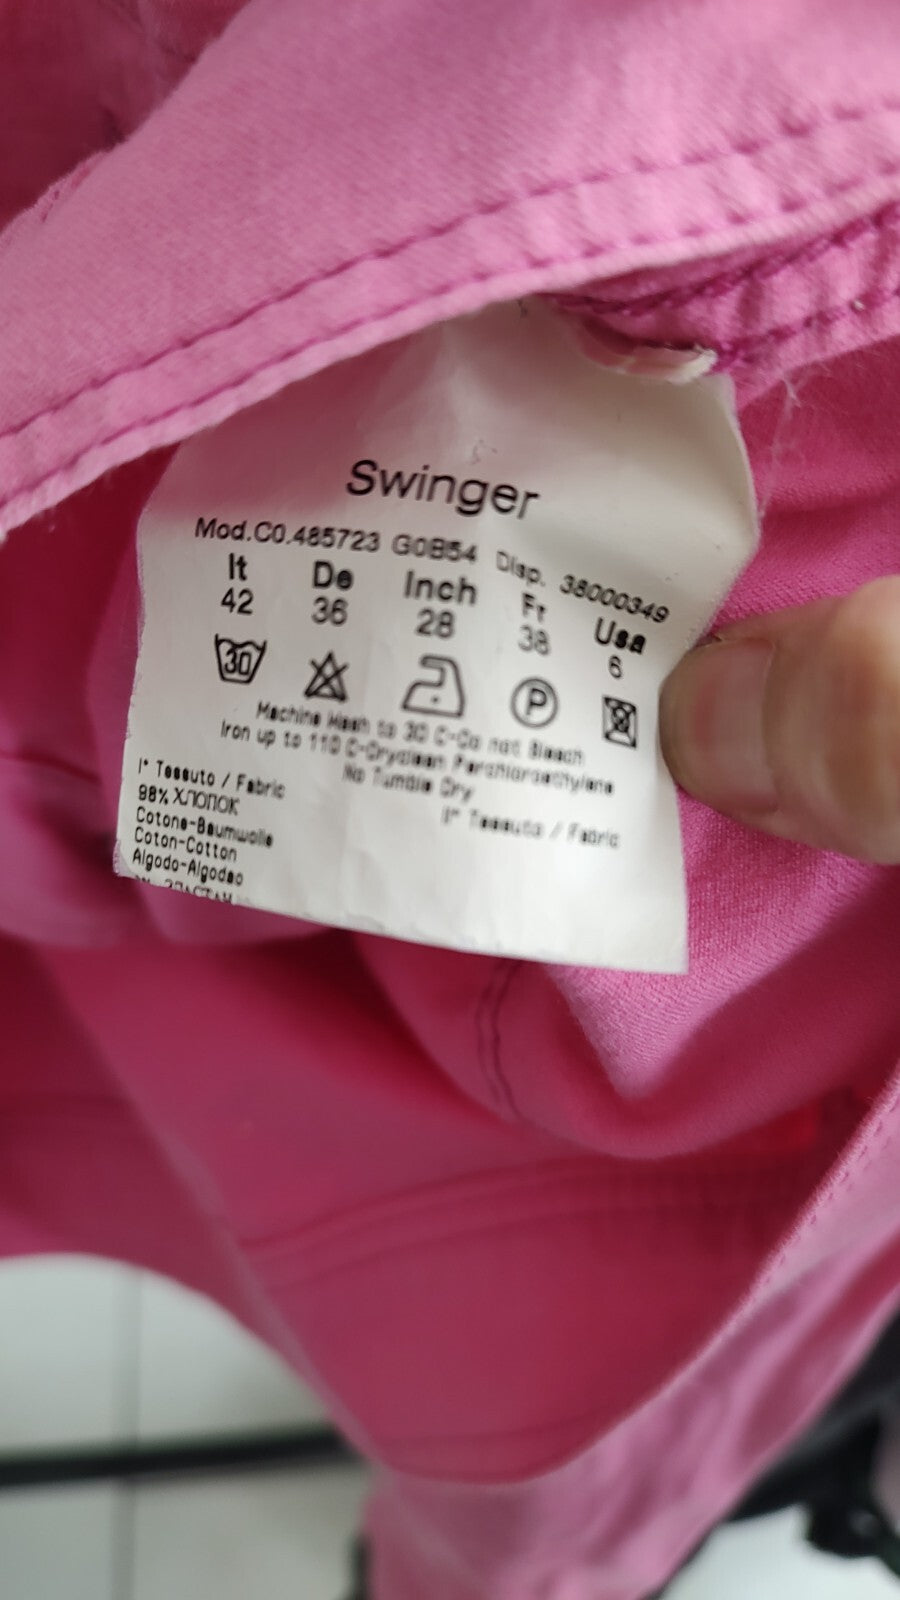 Swinger
Mod.C0.485723 G0B54 Disp. 38000349
It De Inch Fr Usa
42 36 28 38 6
30 P
Machine Wash to 30 C-Do not Bleach
Iron up to 110 C-Dryclean Perchloroethylene
No Tumble Dry
I° Tessuto / Fabric
II° Tessuto / Fabric
98% ХЛОПОК
Cotone-Baumwolle
Coton-Cotton
Algodo-Algodao